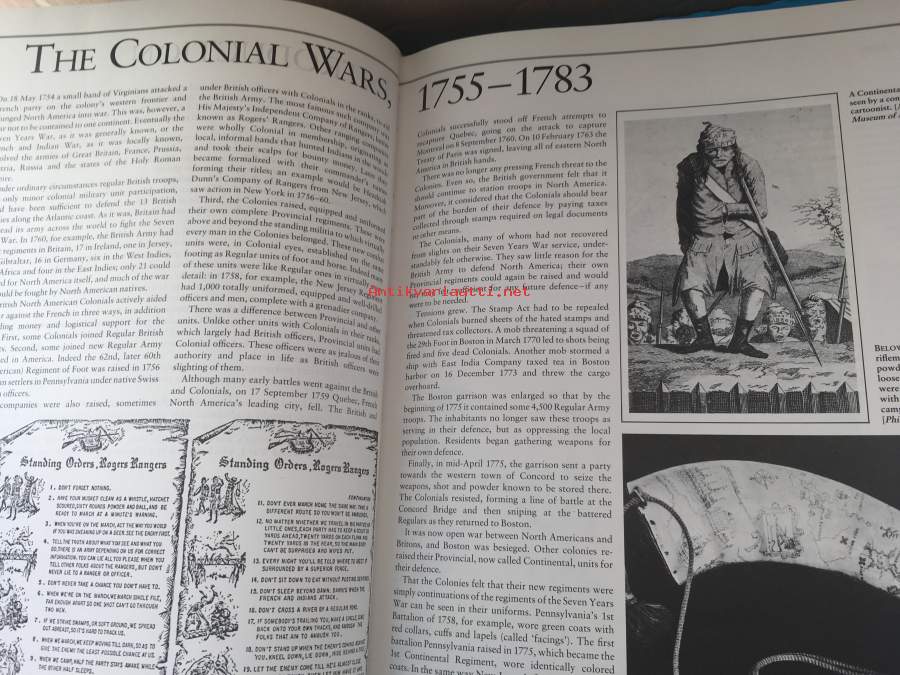 THE COLONIAL WARS,
On 18 May 1754 a small band of Virginians attacked a
French party on the colony's western frontier and
plunged North America into war. This was, however, a
war not to be contained to one continent. Eventually the
Seven Years War, as it was generally known, or the
French and Indian War, as it was locally known,
involved the armies of Great Britain, France, Prussia,
Austria, Russia and the states of the Holy Roman
Empire.
Under ordinary circumstances regular British troops,
with only minor colonial military unit participation,
would have been sufficient to defend the 13 British
colonies along the Atlantic coast. As it was, Britain had
to spread its army across the world to fight the Seven
Years War. In 1760, for example, the British Army had
regiments in Britain, 17 in Ireland, one in Jersey,
Gibraltar, 16 in Germany, six in the West Indies,
Africa and four in the East Indies; only 21 could
be spared for North America itself, and much of the war
would be fought by North American natives.
British North American Colonials actively aided
the war against the French in three ways, in addition
to providing money and logistical support for the
First, some Colonials joined Regular British
units. Second, some joined new Regular Army
units raised in America. Indeed the 62nd, later 60th
(American) Regiment of Foot was raised in 1756
from settlers in Pennsylvania under native Swiss
officers.
companies were also raised, sometimes
under British officers with Colonials in the ranks, into
the British Army. The most famous such company was
His Majesty's Independent Company of Rangers, better
known as Rogers' Rangers. Other ranging companies
were wholly Colonial in membership, originating as
local, informal bands that hunted Indians in the woods
and took their scalps for bounty money. Later they
became formalized with their commander's name
forming their titles; an example would be Hezekiah
Dunn's Company of Rangers from New Jersey, which
saw action in New York in 1756–60.
Third, the Colonies raised, equipped and uniformed
their own complete Provincial regiments. These were
above and beyond the standing militia to which virtually
every man in the Colonies belonged. These new combat
units were, in Colonial eyes, established on the same
footing as Regular units of foot and horse. Indeed many
of these units were like Regular ones in virtually every
detail: in 1758, for example, the New Jersey Regiment
had 1,000 totally uniformed, equipped and well-trained
officers and men, complete with a grenadier company.
There was a difference between Provincial and other
units. Unlike other units with Colonials in their ranks,
which largely had British officers, Provincial units had
Colonial officers. These officers were as jealous of their
authority and place in life as British officers were
slighting of them.
Although many early battles went against the British
and Colonials, on 17 September 1759 Quebec, French
North America's leading city, fell. The British and
Standing Orders, Rogers Rangers
1. DON'T FORGET NOTHING.
2. HAVE YOUR MUSKET CLEAN AS A WHISTLE, HATCHET
SCOURED, SIXTY ROUNDS POWDER AND BALL, AND BE
READY TO MARCH AT A MINUTE'S WARNING.
3. WHEN YOU'RE ON THE MARCH, ACT THE WAY YOU WOULD
IF YOU WAS SNEAKING UP ON A DEER. SEE THE ENEMY FIRST.
4. TELL THE TRUTH ABOUT WHAT YOU SEE AND WHAT YOU
DO. THERE IS AN ARMY DEPENDING ON US FOR CORRECT
INFORMATION. YOU CAN LIE ALL YOU PLEASE WHEN YOU
TELL OTHER FOLKS ABOUT THE RANGERS, BUT DON'T
NEVER LIE TO A RANGER OR OFFICER.
5. DON'T NEVER TAKE A CHANCE YOU DON'T HAVE TO.
6. WHEN WE'RE ON THE MARCH WE MARCH SINGLE FILE,
FAR ENOUGH APART SO ONE SHOT CAN'T GO THROUGH
TWO MEN.
7. IF WE STRIKE SWAMPS, OR SOFT GROUND, WE SPREAD
OUT ABREAST, SO IT'S HARD TO TRACK US.
8. WHEN WE MARCH, WE KEEP MOVING TILL DARK, SO AS TO
GIVE THE ENEMY THE LEAST POSSIBLE CHANCE AT US.
9. WHEN WE CAMP, HALF THE PARTY STAYS AWAKE WHILE
THE OTHER HALF SLEEPS.
Standing Orders, Rogers Rangers
CONTINUATION
11. DON'T EVER MARCH HOME THE SAME WAY. TAKE A
DIFFERENT ROUTE SO YOU WON'T BE AMBUSHED.
12. NO MATTER WHETHER WE TRAVEL IN BIG PARTIES OR
LITTLE ONES, EACH PARTY HAS TO KEEP A SCOUT 20
YARDS AHEAD, TWENTY YARDS ON EACH FLANK AND
TWENTY YARDS IN THE REAR, SO THE MAIN BODY
CAN'T BE SURPRISED AND WIPED OUT.
13. EVERY NIGHT YOU'LL BE TOLD WHERE TO MEET IF
SURROUNDED BY A SUPERIOR FORCE.
14. DON'T SIT DOWN TO EAT WITHOUT POSTING SENTRIES.
15. DON'T SLEEP BEYOND DAWN. DAWN'S WHEN THE
FRENCH AND INDIANS ATTACK.
16. DON'T CROSS A RIVER BY A REGULAR FORD.
17. IF SOMEBODY'S TRAILING YOU, MAKE A CIRCLE, COME
BACK ONTO YOUR OWN TRACKS, AND AMBUSH THE
FOLKS THAT AIM TO AMBUSH YOU.
18. DON'T STAND UP WHEN THE ENEMY'S COMING AGAINST
YOU. KNEEL DOWN, LIE DOWN, HIDE BEHIND A TREE.
19. LET THE ENEMY COME TILL HE'S ALMOST CLOSE
1755–1783
Colonials successfully stood off French attempts to
recapture Quebec, going on the attack to capture
Montreal on 8 September 1760. On 10 February 1763 the
Treaty of Paris was signed, leaving all of eastern North
America in British hands.
There was no longer any pressing French threat to the
Colonies. Even so, the British government felt that it
should continue to station troops in North America.
Moreover, it considered that the Colonials should bear
part of the burden of their defence by paying taxes
collected through stamps required on legal documents
or other means.
The Colonials, many of whom had not recovered
from slights on their Seven Years War service, under-
standably felt otherwise. They saw little reason for the
British Army to defend North America; their own
Provincial regiments could again be raised and would
be sufficient for any future defence–if any
were to be needed.
Tensions grew. The Stamp Act had to be repealed
when Colonials burned sheets of the hated stamps and
threatened tax collectors. A mob threatening a squad of
the 29th Foot in Boston in March 1770 led to shots being
fired and five dead Colonials. Another mob stormed a
ship with East India Company taxed tea in Boston
harbor on 16 December 1773 and threw the cargo
overboard.
The Boston garrison was enlarged so that by the
beginning of 1775 it contained some 4,500 Regular Army
troops. The inhabitants no longer saw these troops as
serving in their defence, but as oppressing the local
population. Residents began gathering weapons for
their own defence.
Finally, in mid-April 1775, the garrison sent a party
towards the western town of Concord to seize the
weapons, shot and powder known to be stored there.
The Colonials resisted, forming a line of battle at the
Concord Bridge and then sniping at the battered
Regulars as they returned to Boston.
It was now open war between North Americans and
Britons, and Boston was besieged. Other colonies re-
raised their Provincial, now called Continental, units for
their defence.
That the Colonials felt that their new regiments were
simply continuations of the regiments of the Seven Years
War can be seen in their uniforms. Pennsylvania's 1st
Battalion of 1758, for example, wore green coats with
red collars, cuffs and lapels (called 'facings'). The first
battalion Pennsylvania raised in 1775, which became the
1st Continental Regiment, wore identically colored
coats. In the same way New
A Continental
seen by a con
cartoonist. [
Museum of
BELOW
riflem
powd
loose
were
with
camp
[Phi
Antikvariaatti.net